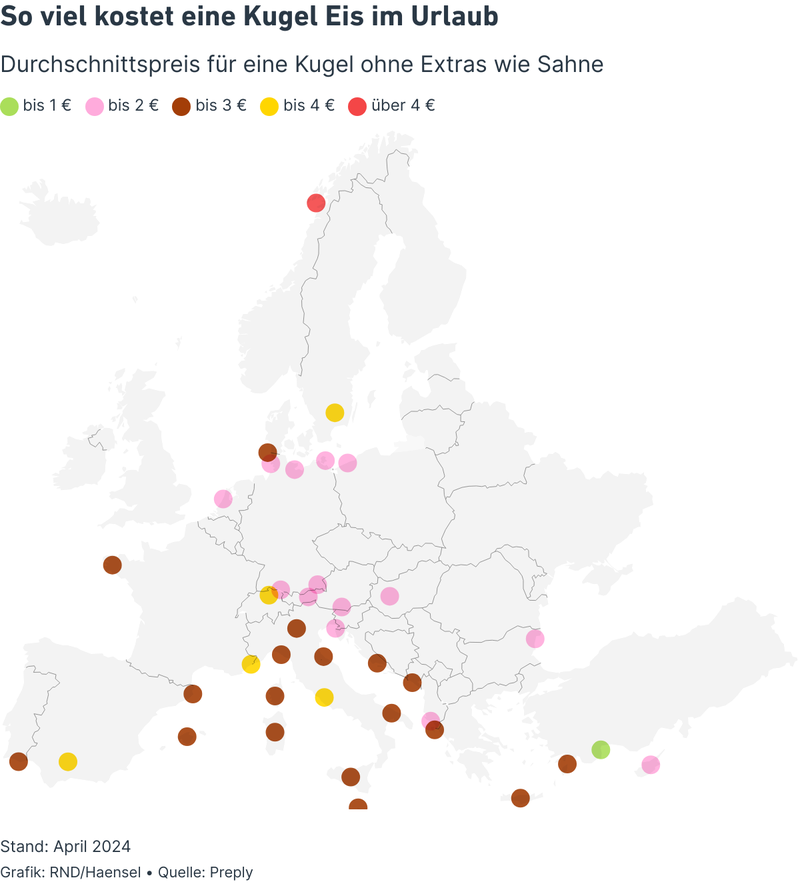 So viel kostet eine Kugel Eis im Urlaub
Durchschnittspreis für eine Kugel ohne Extras wie Sahne
bis 1 € bis 2 € bis 3 € bis 4 € über 4 €
Stand: April 2024
Grafik: RND/Haensel • Quelle: Preply